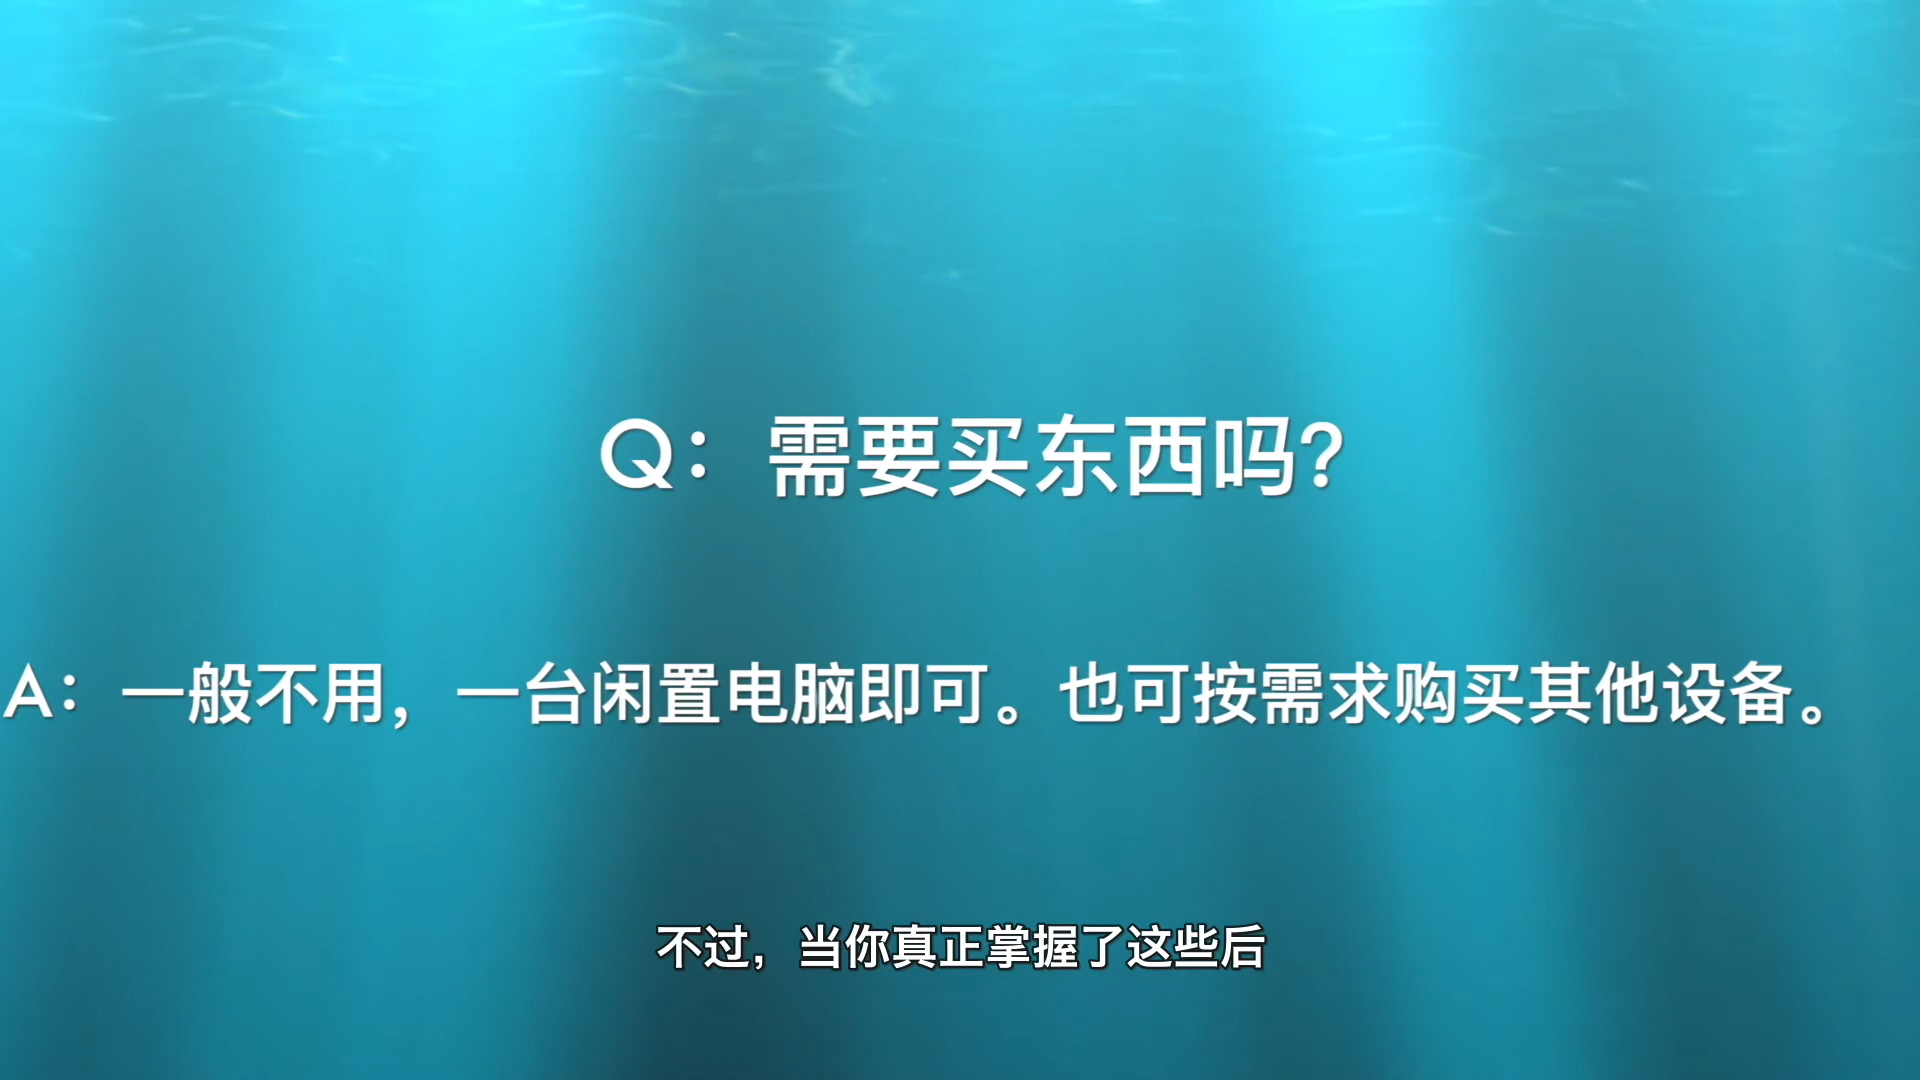 Q：需要买东西吗？
A：一般不用，一台闲置电脑即可。也可按需求购买其他设备。
不过，当你真正掌握了这些后